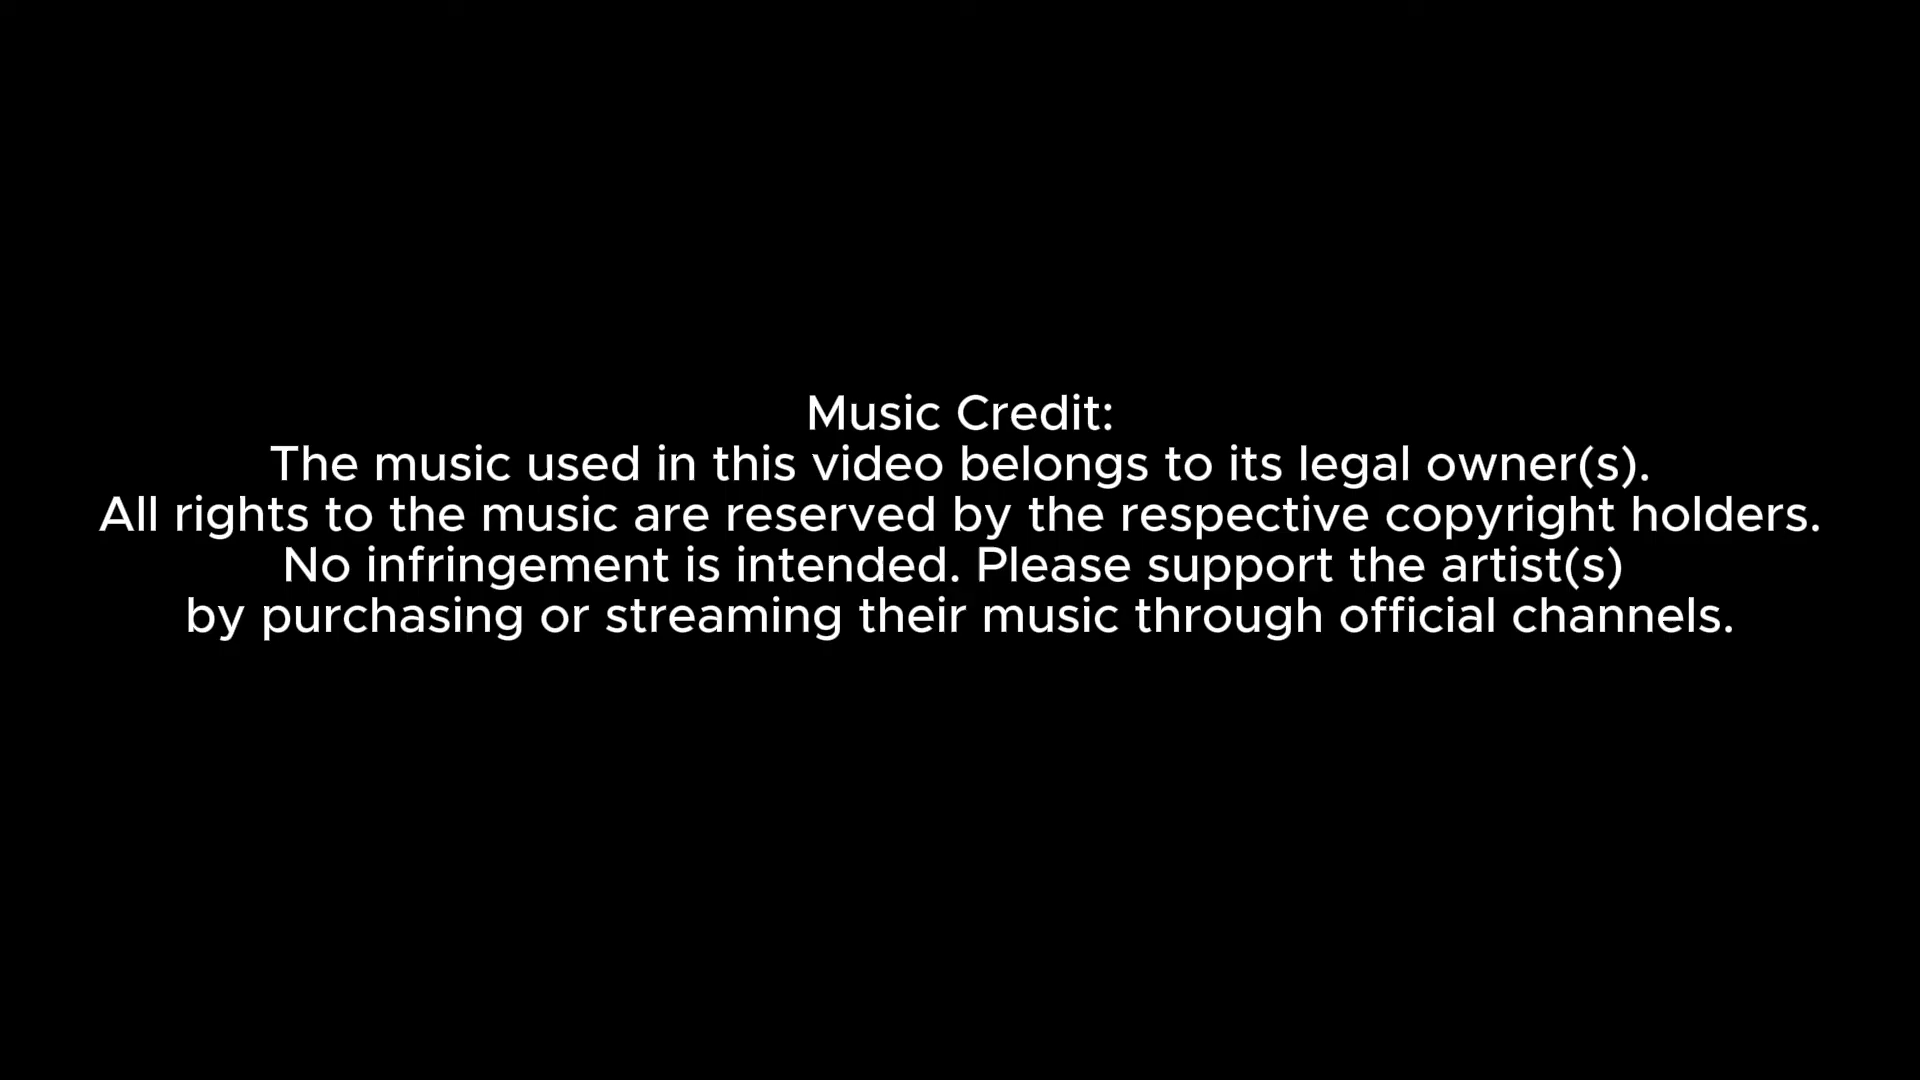 Music Credit:
The music used in this video belongs to its legal owner(s).
All rights to the music are reserved by the respective copyright holders.
No infringement is intended. Please support the artist(s)
by purchasing or streaming their music through official channels.